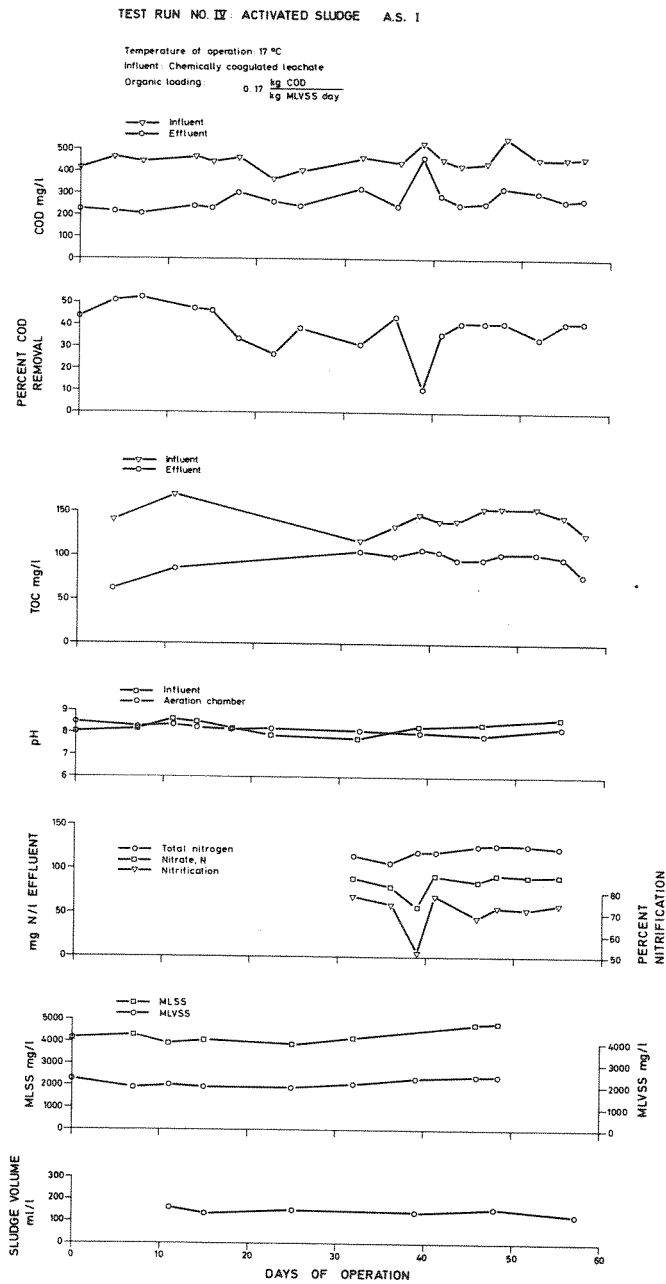 TEST RUN NO. IV: ACTIVATED SLUDGE A.S. I
Temperature of operation: 17 °C
Influent: Chemically coagulated leachate
Organic loading: 0.17 kg COD
kg MLVSS day
Influent
Effluent
500
400
300
200
100
0
COD mg/l
50
40
30
20
10
0
PERCENT COD
REMOVAL
Influent
Effluent
150
100
50
0
TOC mg/l
Influent
Aeration chamber
9
8
7
6
pH
Total nitrogen
Nitrate, N
Nitrification
150
100
50
0
mg N/l EFFLUENT
80
70
60
50
PERCENT
NITRIFICATION
MLSS
MLVSS
5000
4000
3000
2000
1000
0
MLSS mg/l
4000
3000
2000
1000
0
MLVSS mg/l
300
200
100
0
SLUDGE VOLUME
ml/l
0 10 20 30 40 50 60
DAYS OF OPERATION